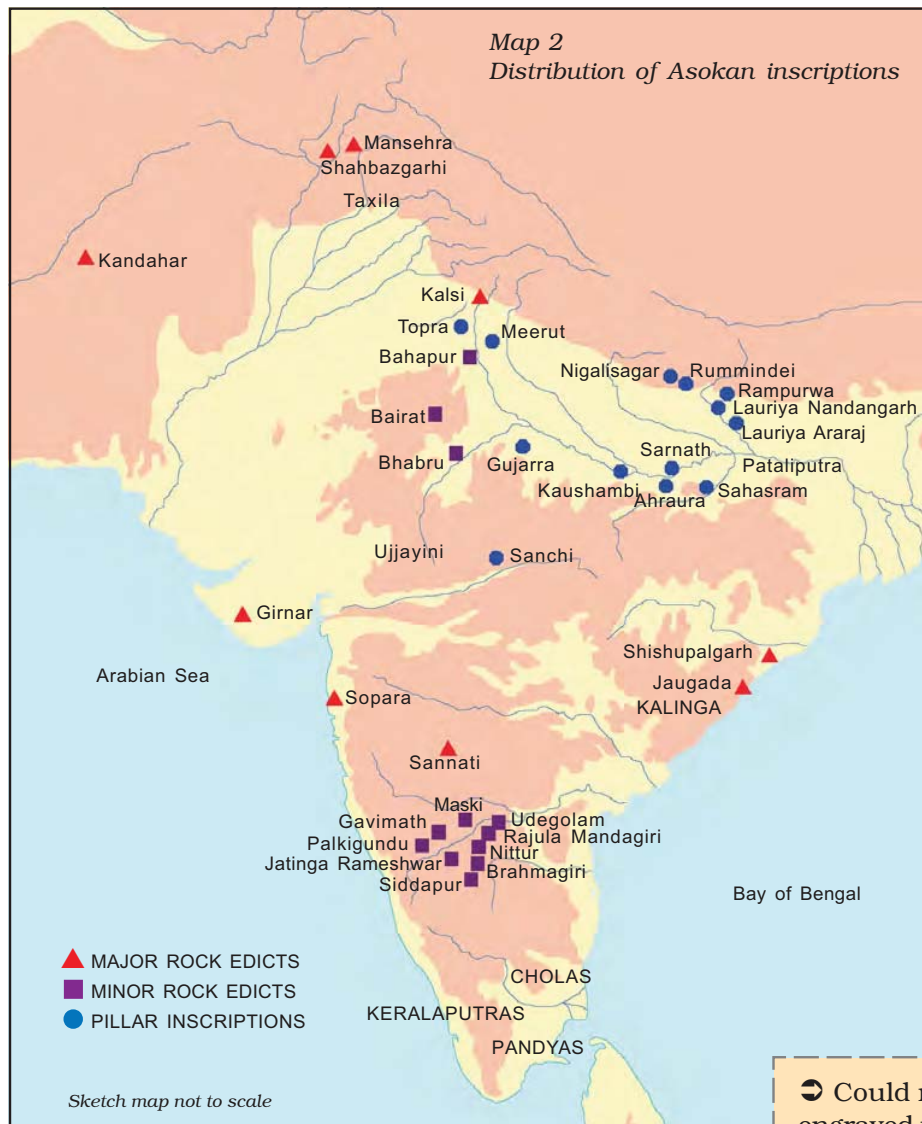 Map 2
Distribution of Asokan inscriptions
Mansehra
Shahbazgarhi
Taxila
Kandahar
Kalsi
Topra
Meerut
Bahapur
Nigalisagar
Rummindei
Rampurwa
Bairat
Lauriya Nandangarh
Lauriya Araraj
Bhabru
Gujarra
Sarnath
Pataliputra
Kaushambi
Ahraura
Sahasram
Ujjayini
Sanchi
Girnar
Shishupalgarh
Arabian Sea
Jaugada
Sopara
KALINGA
Sannati
Maski
Gavimath
Udegolam
Palkigundu
Rajula Mandagiri
Jatinga Rameshwar
Nittur
Siddapur
Brahmagiri
Bay of Bengal
MAJOR ROCK EDICTS
MINOR ROCK EDICTS
PILLAR INSCRIPTIONS
CHOLAS
KERALAPUTRAS
PANDYAS
Sketch map not to scale
➲ Could